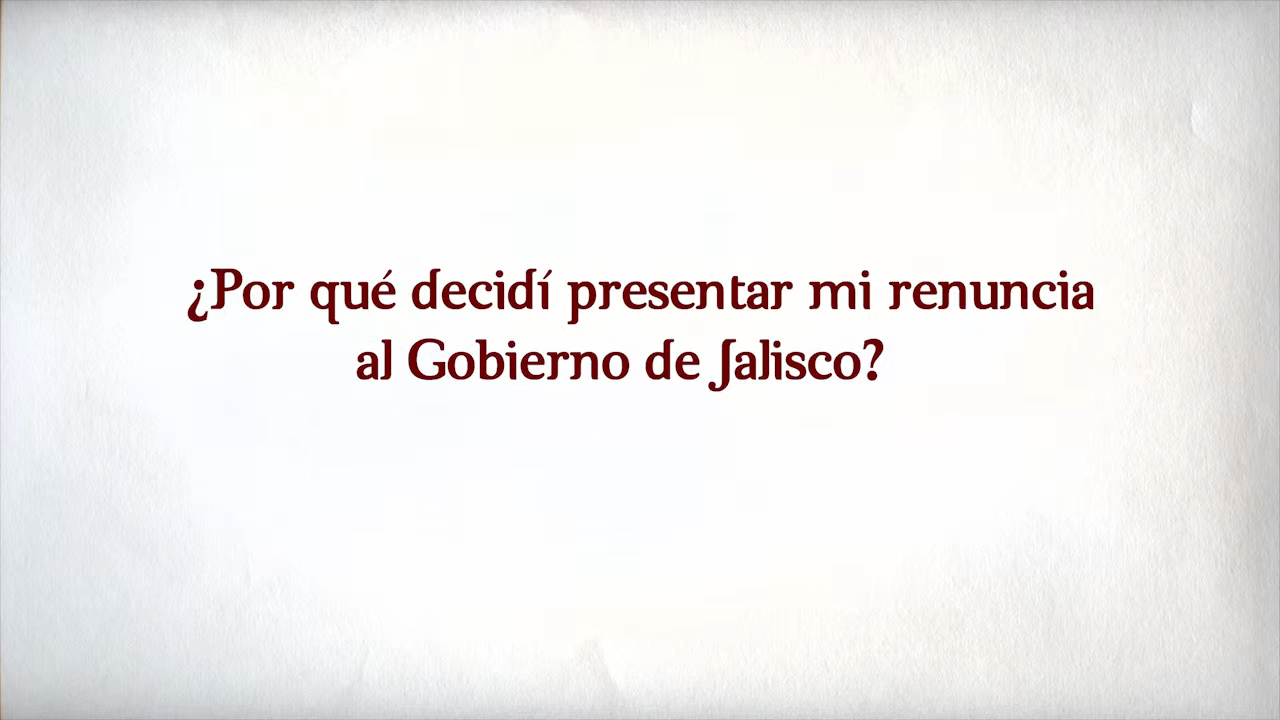 ¿Por qué decidí presentar mi renuncia
al Gobierno de Jalisco?